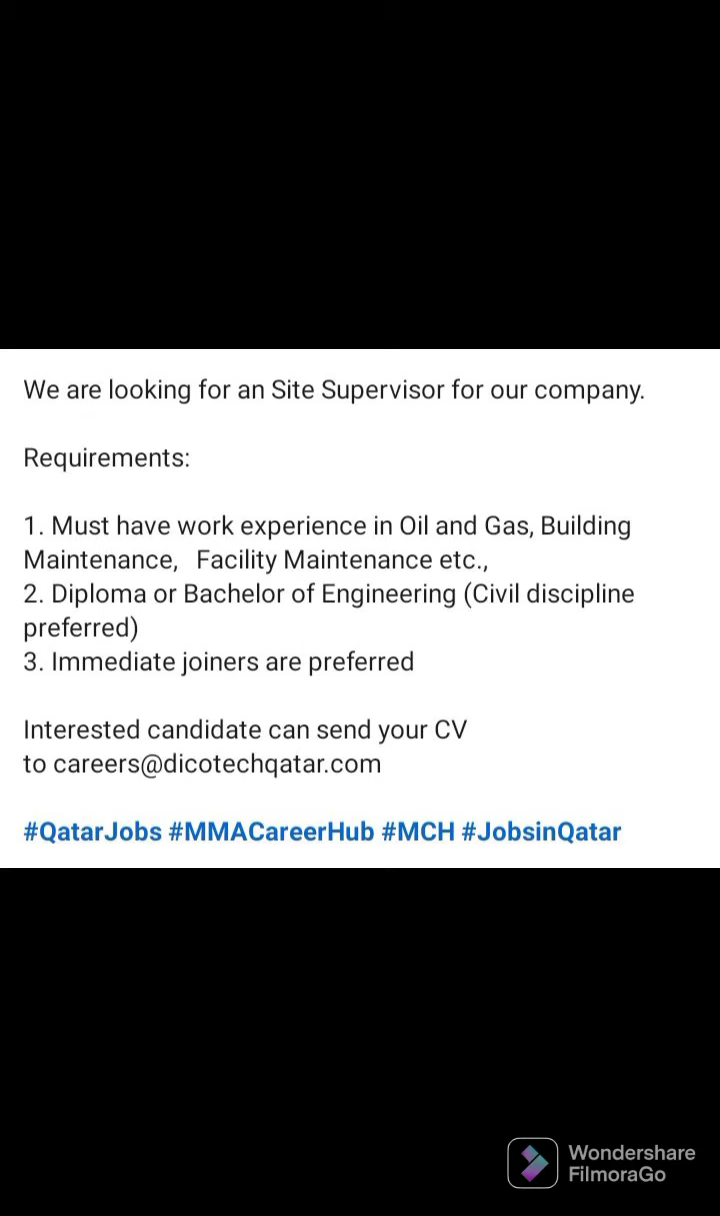 We are looking for an Site Supervisor for our company.
Requirements:
1. Must have work experience in Oil and Gas, Building
Maintenance,   Facility Maintenance etc.,
2. Diploma or Bachelor of Engineering (Civil discipline
preferred)
3. Immediate joiners are preferred
Interested candidate can send your CV
to careers@dicotechqatar.com
#QatarJobs #MMACareerHub #MCH #JobsinQatar
Wondershare
FilmoraGo